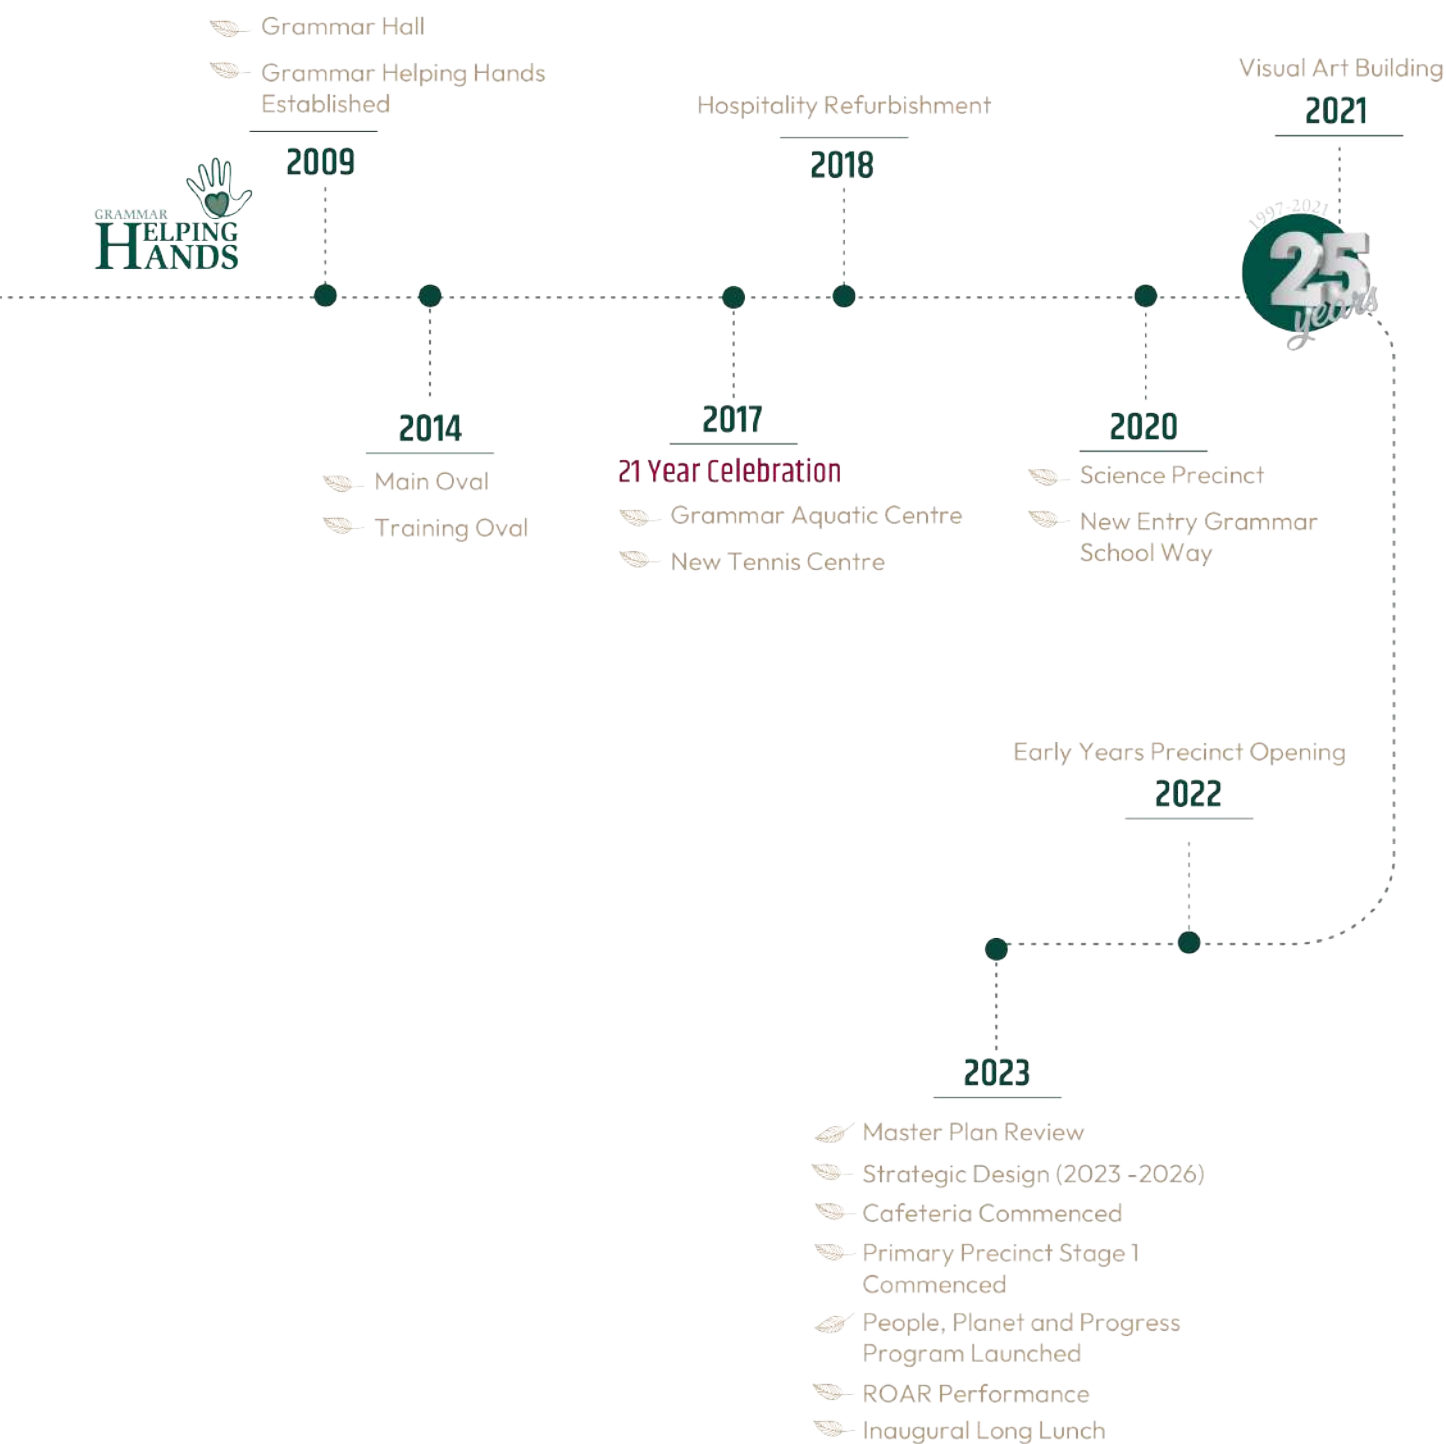 Grammar Hall
Grammar Helping Hands
Established
2009
GRAMMAR
HELPING
HANDS
2014
Main Oval
Training Oval
2017
21 Year Celebration
Grammar Aquatic Centre
New Tennis Centre
Hospitality Refurbishment
2018
2020
Science Precinct
New Entry Grammar
School Way
Visual Art Building
2021
1997-2021
25
years
Early Years Precinct Opening
2022
2023
Master Plan Review
Strategic Design (2023 -2026)
Cafeteria Commenced
Primary Precinct Stage 1
Commenced
People, Planet and Progress
Program Launched
ROAR Performance
Inaugural Long Lunch